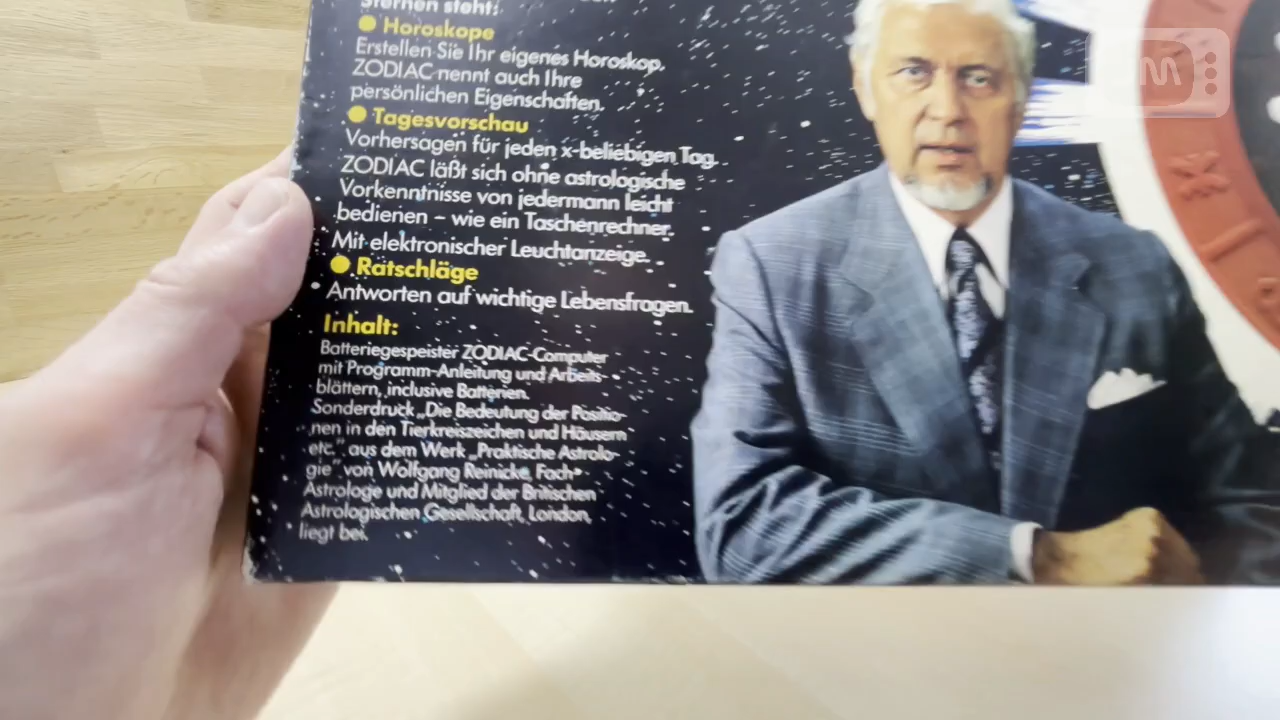 Sternen steht:
● Horoskope
Erstellen Sie Ihr eigenes Horoskop.
ZODIAC nennt auch Ihre
persönlichen Eigenschaften.
● Tagesvorschau
Vorhersagen für jeden x-beliebigen Tag.
ZODIAC läßt sich ohne astrologische
Vorkenntnisse von jedermann leicht
bedienen – wie ein Taschenrechner.
Mit elektronischer Leuchtanzeige.
● Ratschläge
Antworten auf wichtige Lebensfragen.
Inhalt:
Batteriegespeister ZODIAC-Computer
mit Programm-Anleitung und Arbeits-
blättern, inclusive Batterien.
Sonderdruck „Die Bedeutung der Positio-
nen in den Tierkreiszeichen und Häusern
etc." aus dem Werk „Praktische Astrolo-
gie" von Wolfgang Reinicke, Fach-
Astrologe und Mitglied der Britischen
Astrologischen Gesellschaft, London,
liegt bei.
M